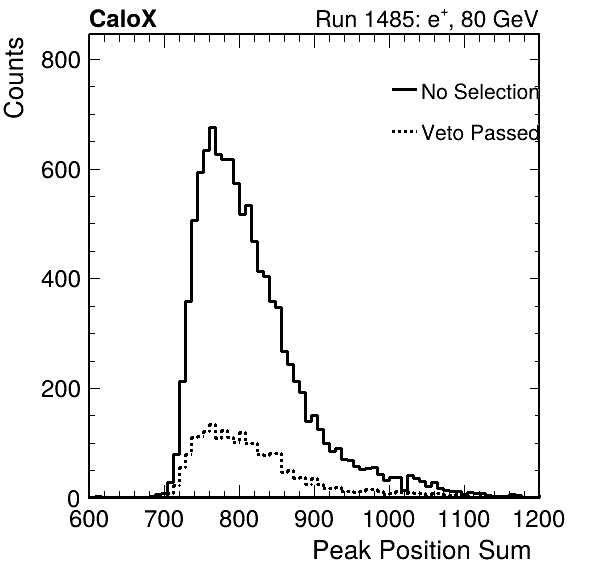 CaloX Run 1485: e⁺, 80 GeV
Counts
800
600
400
200
0
No Selection
Veto Passed
600 700 800 900 1000 1100 1200
Peak Position Sum